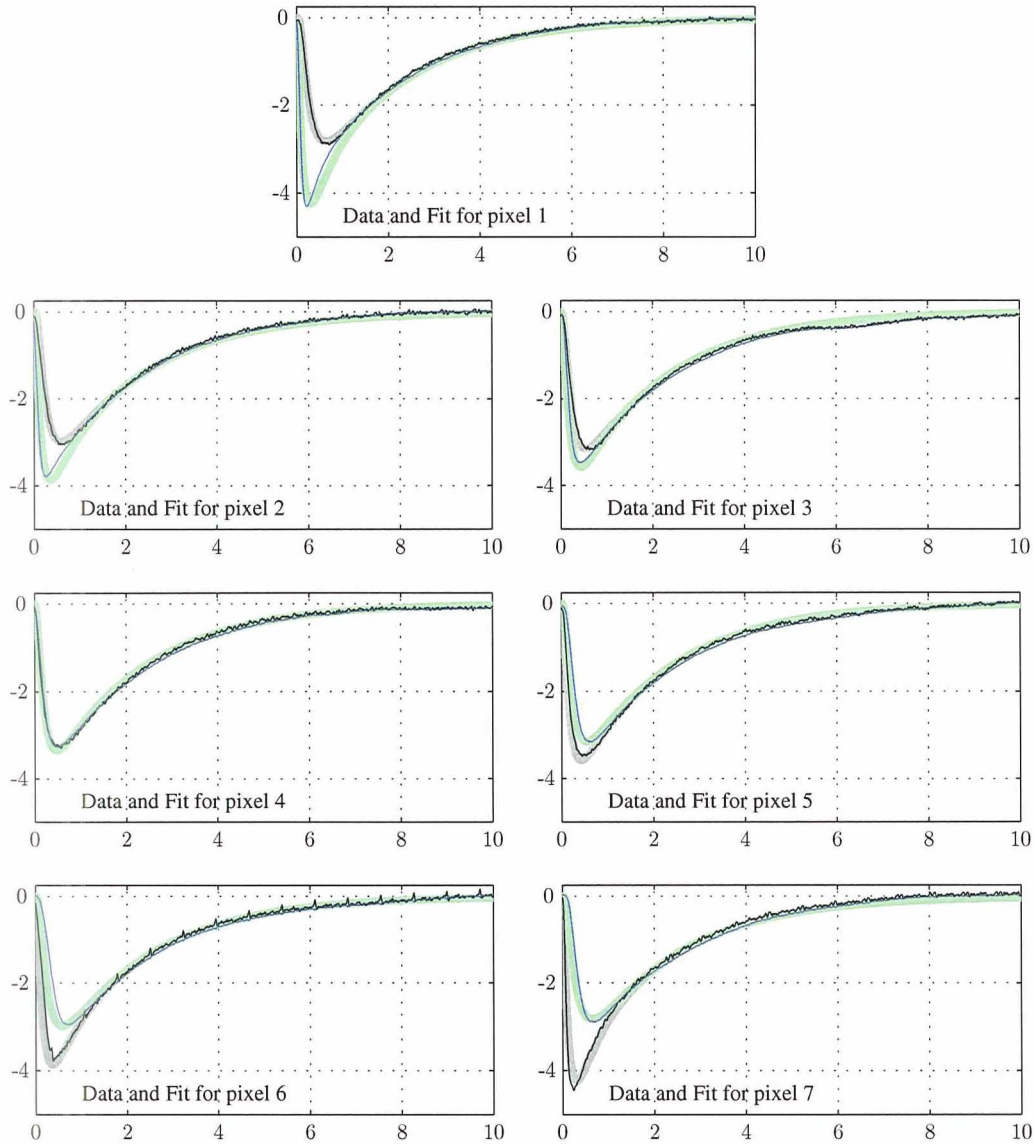 0
-2
-4
Data and Fit for pixel 1
0 2 4 6 8 10
0
-2
-4
Data and Fit for pixel 2
0 2 4 6 8 10
0
-2
-4
Data and Fit for pixel 3
0 2 4 6 8 10
0
-2
-4
Data and Fit for pixel 4
0 2 4 6 8 10
0
-2
-4
Data and Fit for pixel 5
0 2 4 6 8 10
0
-2
-4
Data and Fit for pixel 6
0 2 4 6 8 10
0
-2
-4
Data and Fit for pixel 7
0 2 4 6 8 10